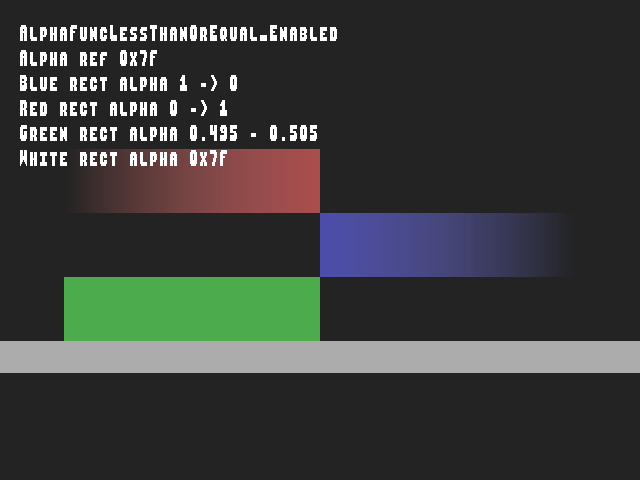 AlphaFuncLessThanOrEqual_Enabled
Alpha ref 0x7f
Blue rect alpha 1 -> 0
Red rect alpha 0 -> 1
Green rect alpha 0.495 - 0.505
White rect alpha 0x7f